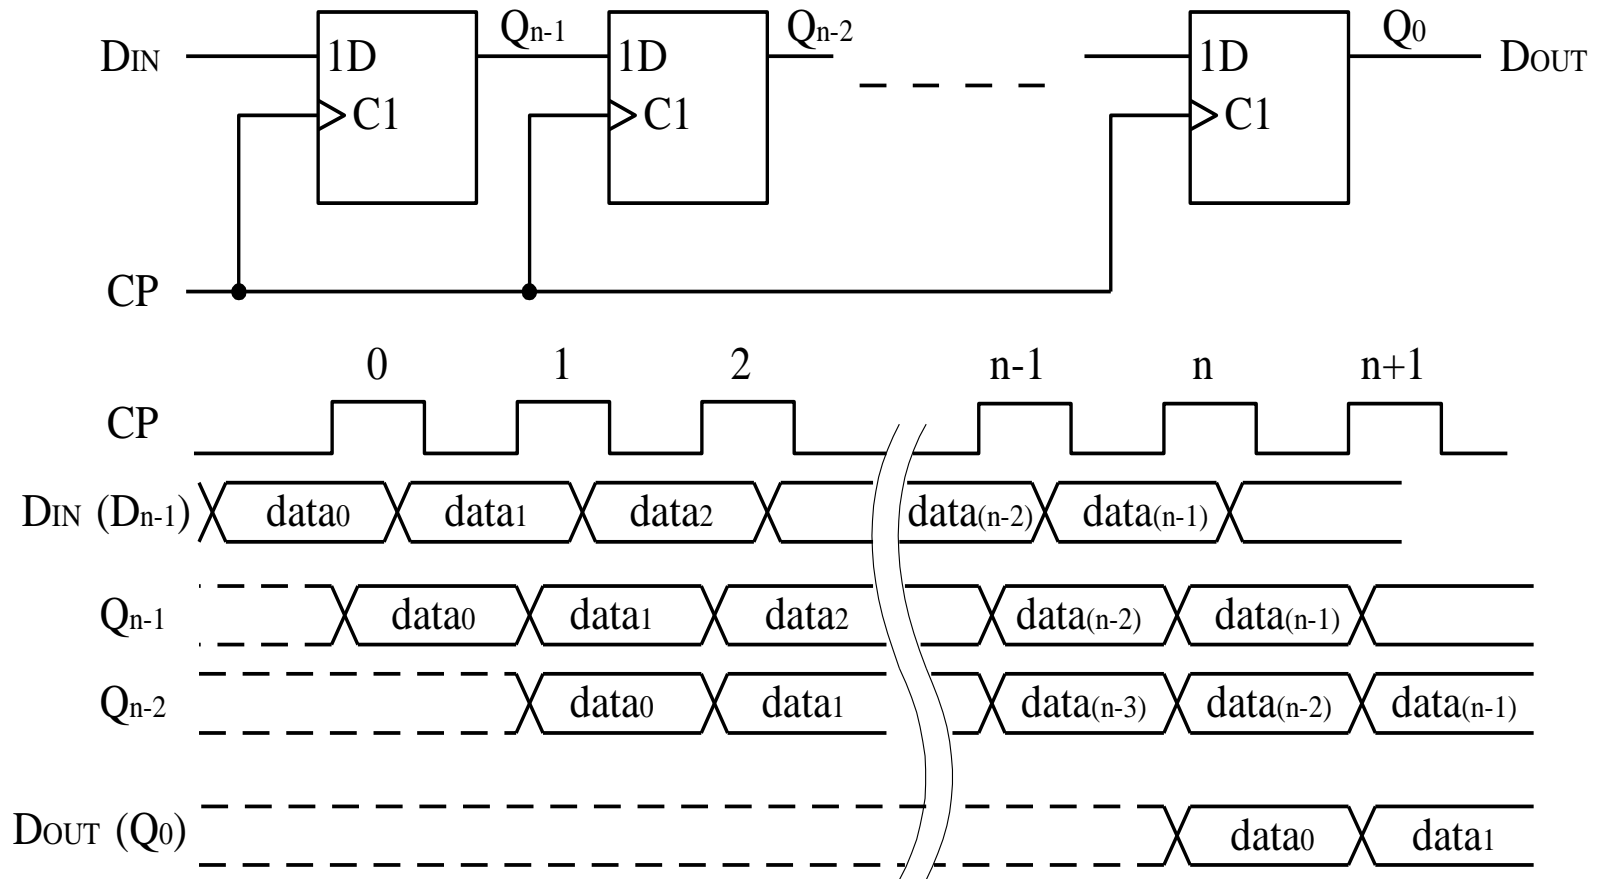 Qn-1 Qn-2 Q0
DIN 1D 1D 1D DOUT
C1 C1 C1
CP
0 1 2 n-1 n n+1
CP
DIN (Dn-1) data0 data1 data2 data(n-2) data(n-1)
Qn-1 data0 data1 data2 data(n-2) data(n-1)
Qn-2 data0 data1 data(n-3) data(n-2) data(n-1)
DOUT (Q0) data0 data1